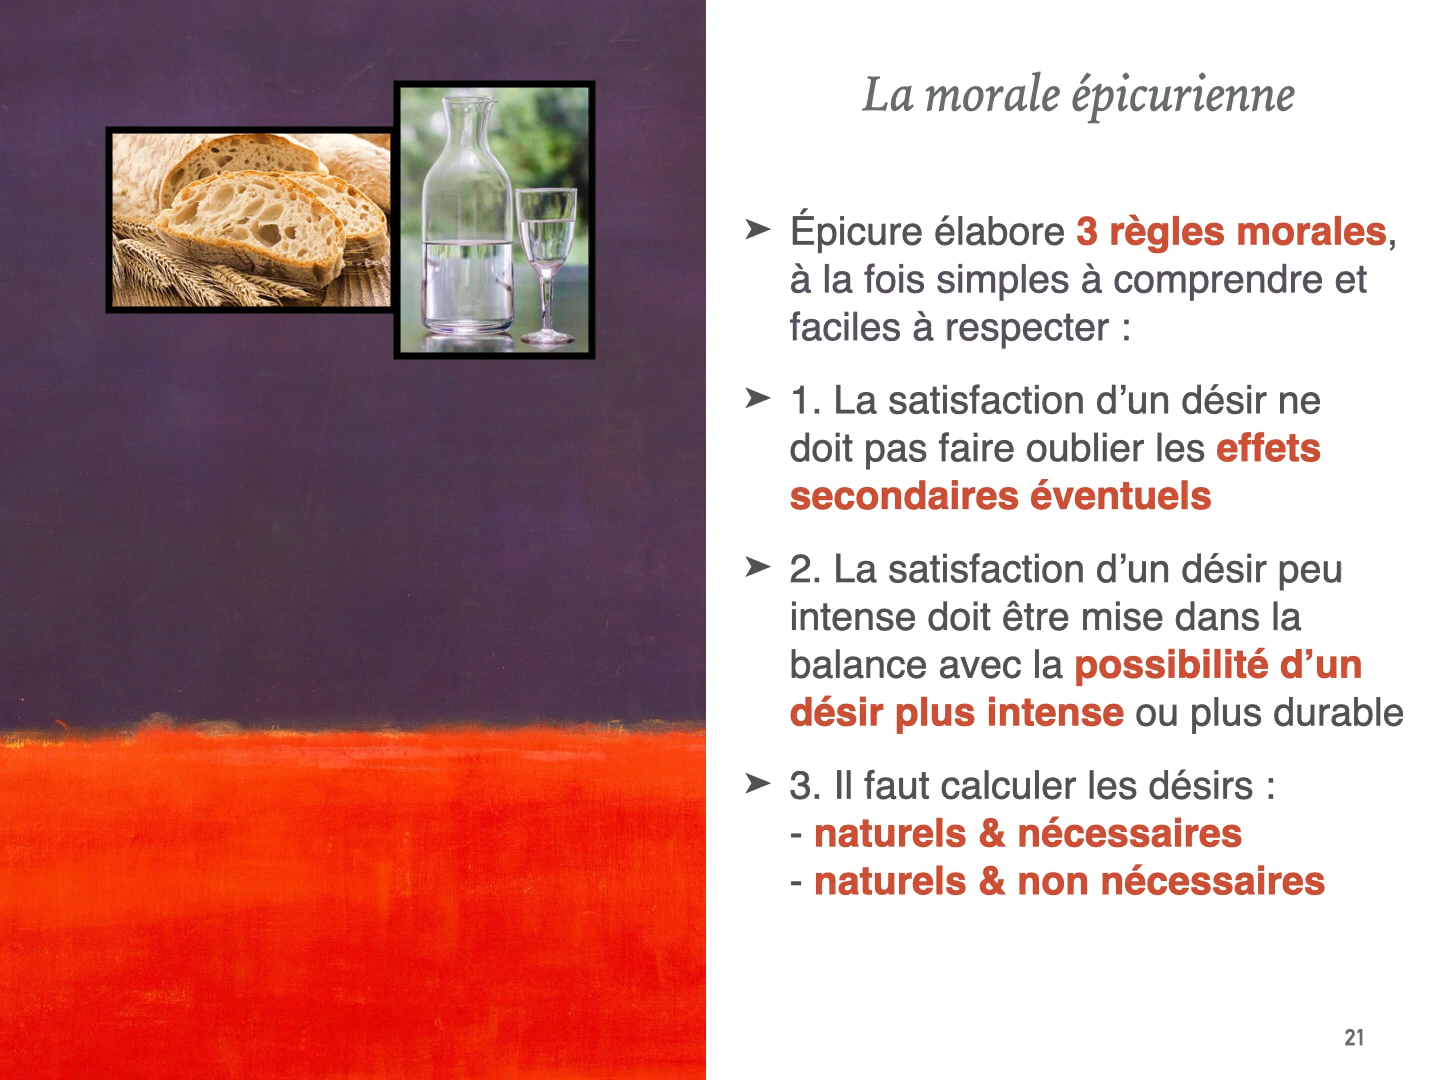 La morale épicurienne
➤ Épicure élabore 3 règles morales,
à la fois simples à comprendre et
faciles à respecter :
➤ 1. La satisfaction d’un désir ne
doit pas faire oublier les effets
secondaires éventuels
➤ 2. La satisfaction d’un désir peu
intense doit être mise dans la
balance avec la possibilité d’un
désir plus intense ou plus durable
➤ 3. Il faut calculer les désirs :
- naturels & nécessaires
- naturels & non nécessaires
21